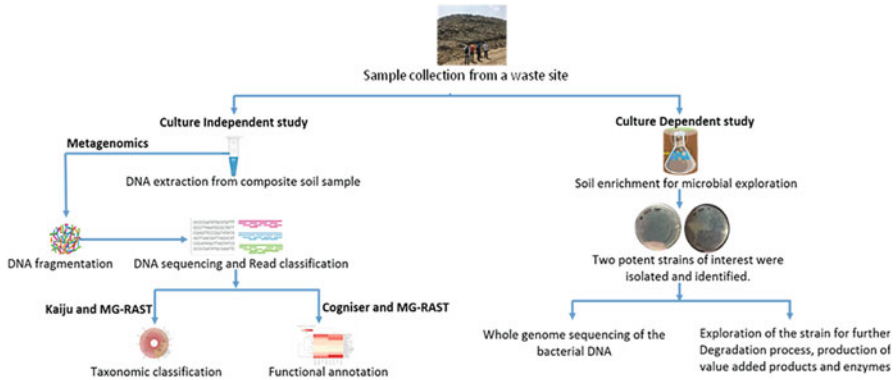 Sample collection from a waste site
Culture Independent study
Culture Dependent study
Metagenomics
DNA extraction from composite soil sample
Soil enrichment for microbial exploration
DNA fragmentation
DNA sequencing and Read classification
Two potent strains of interest were
isolated and identified.
Kaiju and MG-RAST
Cogniser and MG-RAST
Taxonomic classification
Functional annotation
Whole genome sequencing of the
bacterial DNA
Exploration of the strain for further
Degradation process, production of
value added products and enzymes